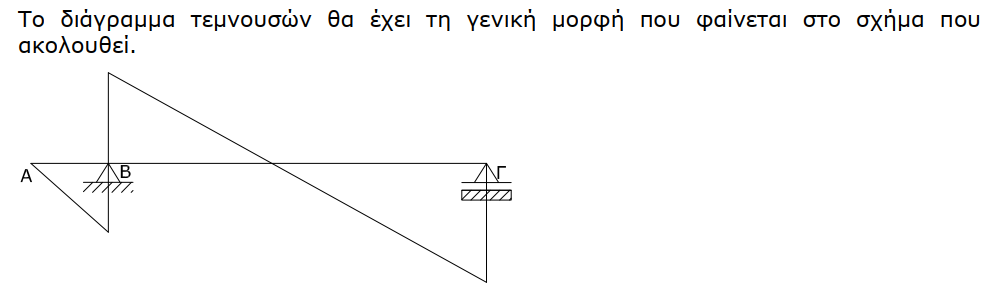 Το διάγραμμα τεμνουσών θα έχει τη γενική μορφή που φαίνεται στο σχήμα που
ακολουθεί.
Α Β Γ